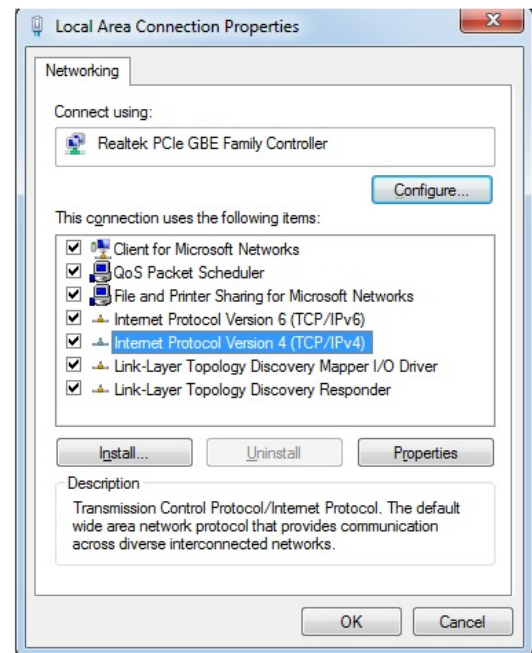 Local Area Connection Properties
Networking
Connect using:
Realtek PCIe GBE Family Controller
Configure...
This connection uses the following items:
Client for Microsoft Networks
QoS Packet Scheduler
File and Printer Sharing for Microsoft Networks
Internet Protocol Version 6 (TCP/IPv6)
Internet Protocol Version 4 (TCP/IPv4)
Link-Layer Topology Discovery Mapper I/O Driver
Link-Layer Topology Discovery Responder
Install...
Uninstall
Properties
Description
Transmission Control Protocol/Internet Protocol. The default
wide area network protocol that provides communication
across diverse interconnected networks.
OK
Cancel